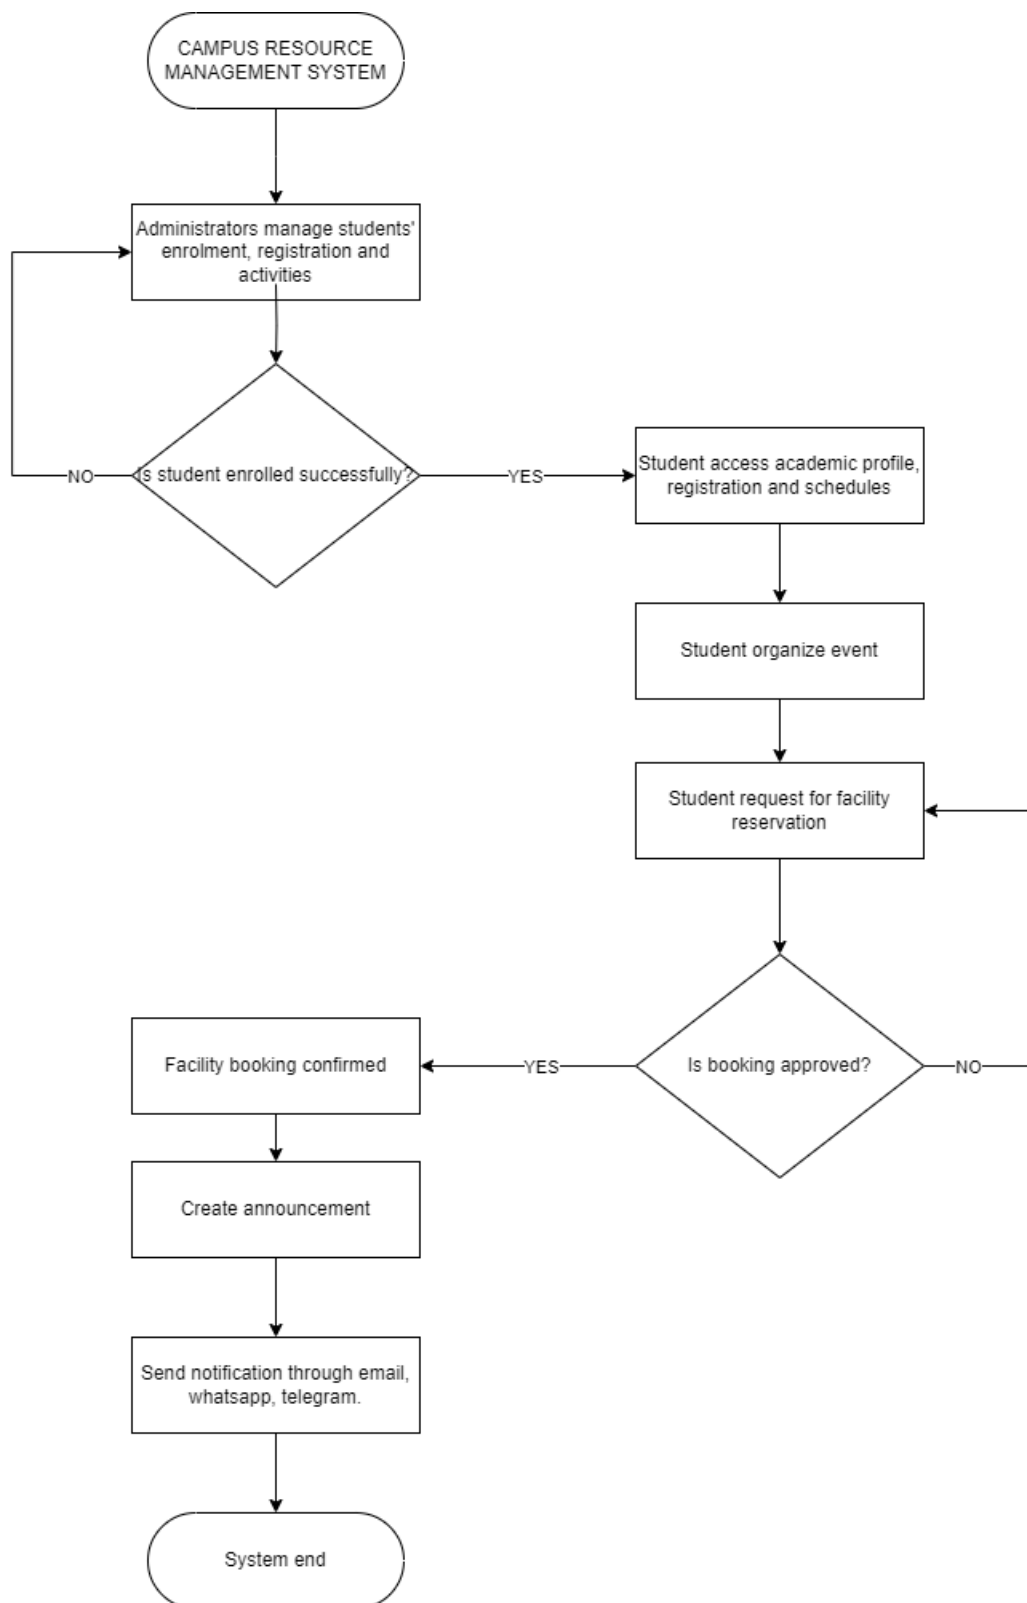 CAMPUS RESOURCE
MANAGEMENT SYSTEM
Administrators manage students'
enrolment, registration and
activities
NO
Is student enrolled successfully?
YES
Student access academic profile,
registration and schedules
Student organize event
Student request for facility
reservation
Facility booking confirmed
YES
Is booking approved?
NO
Create announcement
Send notification through email,
whatsapp, telegram.
System end